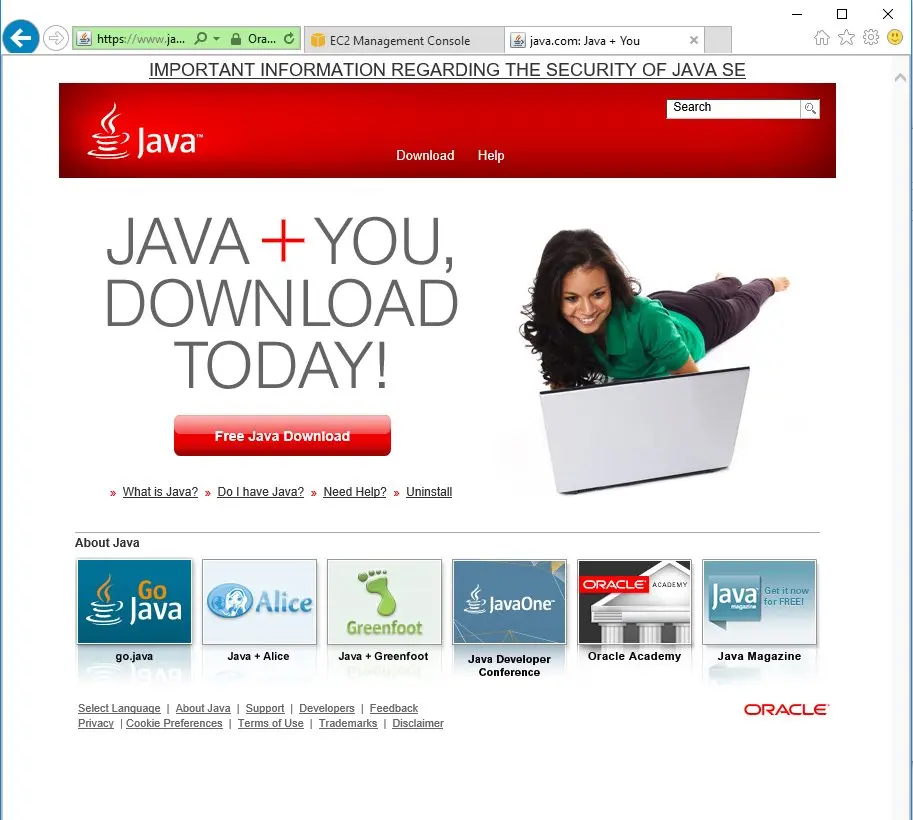 https://www.ja... Ora... EC2 Management Console java.com: Java + You
IMPORTANT INFORMATION REGARDING THE SECURITY OF JAVA SE
Search
Java™
Download Help
JAVA + YOU,
DOWNLOAD
TODAY!
Free Java Download
» What is Java? » Do I have Java? » Need Help? » Uninstall
About Java
Go
Java
Alice
Greenfoot
JavaOne™
ORACLE ACADEMY
Java
magazine
Get it now
for FREE!
go.java Java + Alice Java + Greenfoot Java Developer
Conference
Oracle Academy Java Magazine
Select Language | About Java | Support | Developers | Feedback
Privacy | Cookie Preferences | Terms of Use | Trademarks | Disclaimer
ORACLE®